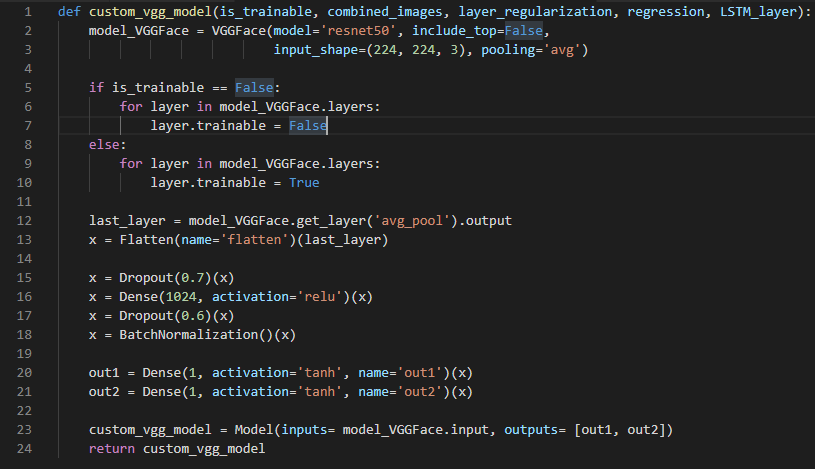 1 def custom_vgg_model(is_trainable, combined_images, layer_regularization, regression, LSTM_layer):
2 model_VGGFace = VGGFace(model='resnet50', include_top=False,
3 input_shape=(224, 224, 3), pooling='avg')
4
5 if is_trainable == False:
6 for layer in model_VGGFace.layers:
7 layer.trainable = False
8 else:
9 for layer in model_VGGFace.layers:
10 layer.trainable = True
11
12 last_layer = model_VGGFace.get_layer('avg_pool').output
13 x = Flatten(name='flatten')(last_layer)
14
15 x = Dropout(0.7)(x)
16 x = Dense(1024, activation='relu')(x)
17 x = Dropout(0.6)(x)
18 x = BatchNormalization()(x)
19
20 out1 = Dense(1, activation='tanh', name='out1')(x)
21 out2 = Dense(1, activation='tanh', name='out2')(x)
22
23 custom_vgg_model = Model(inputs= model_VGGFace.input, outputs= [out1, out2])
24 return custom_vgg_model